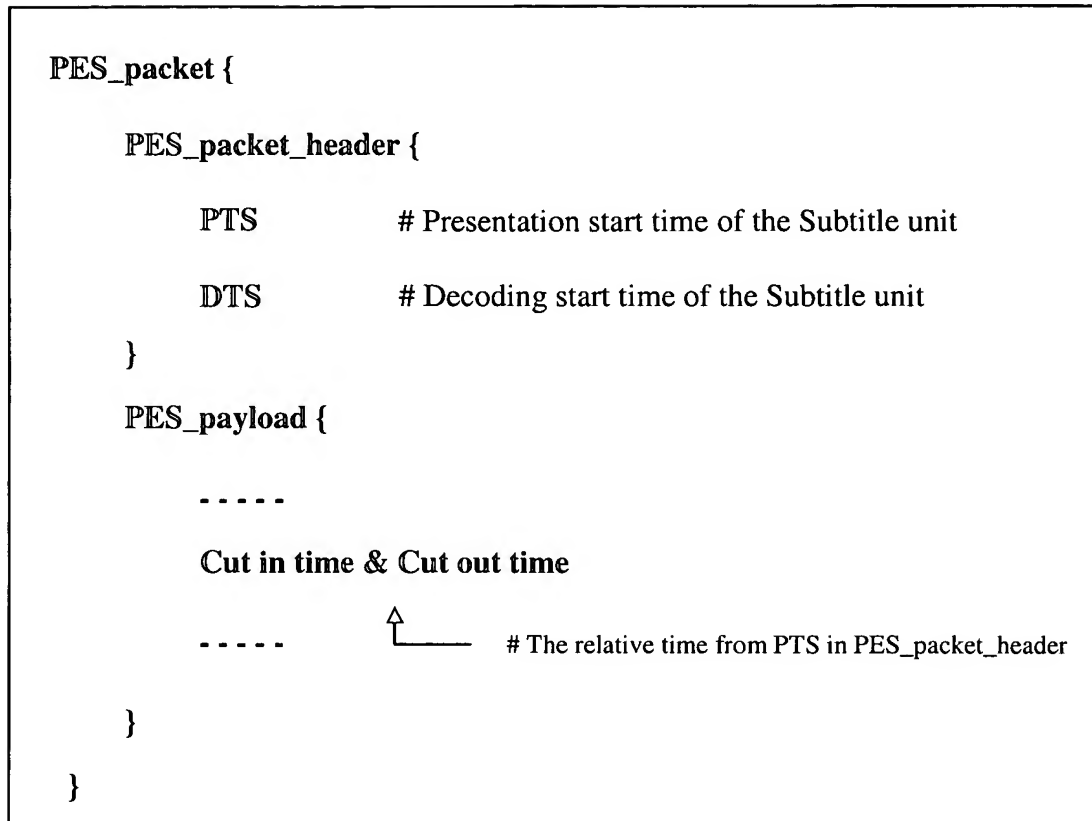 PES_packet {
PES_packet_header {
PTS # Presentation start time of the Subtitle unit
DTS # Decoding start time of the Subtitle unit
}
PES_payload {
- - - - -
Cut in time & Cut out time
- - - - - # The relative time from PTS in PES_packet_header
}
}